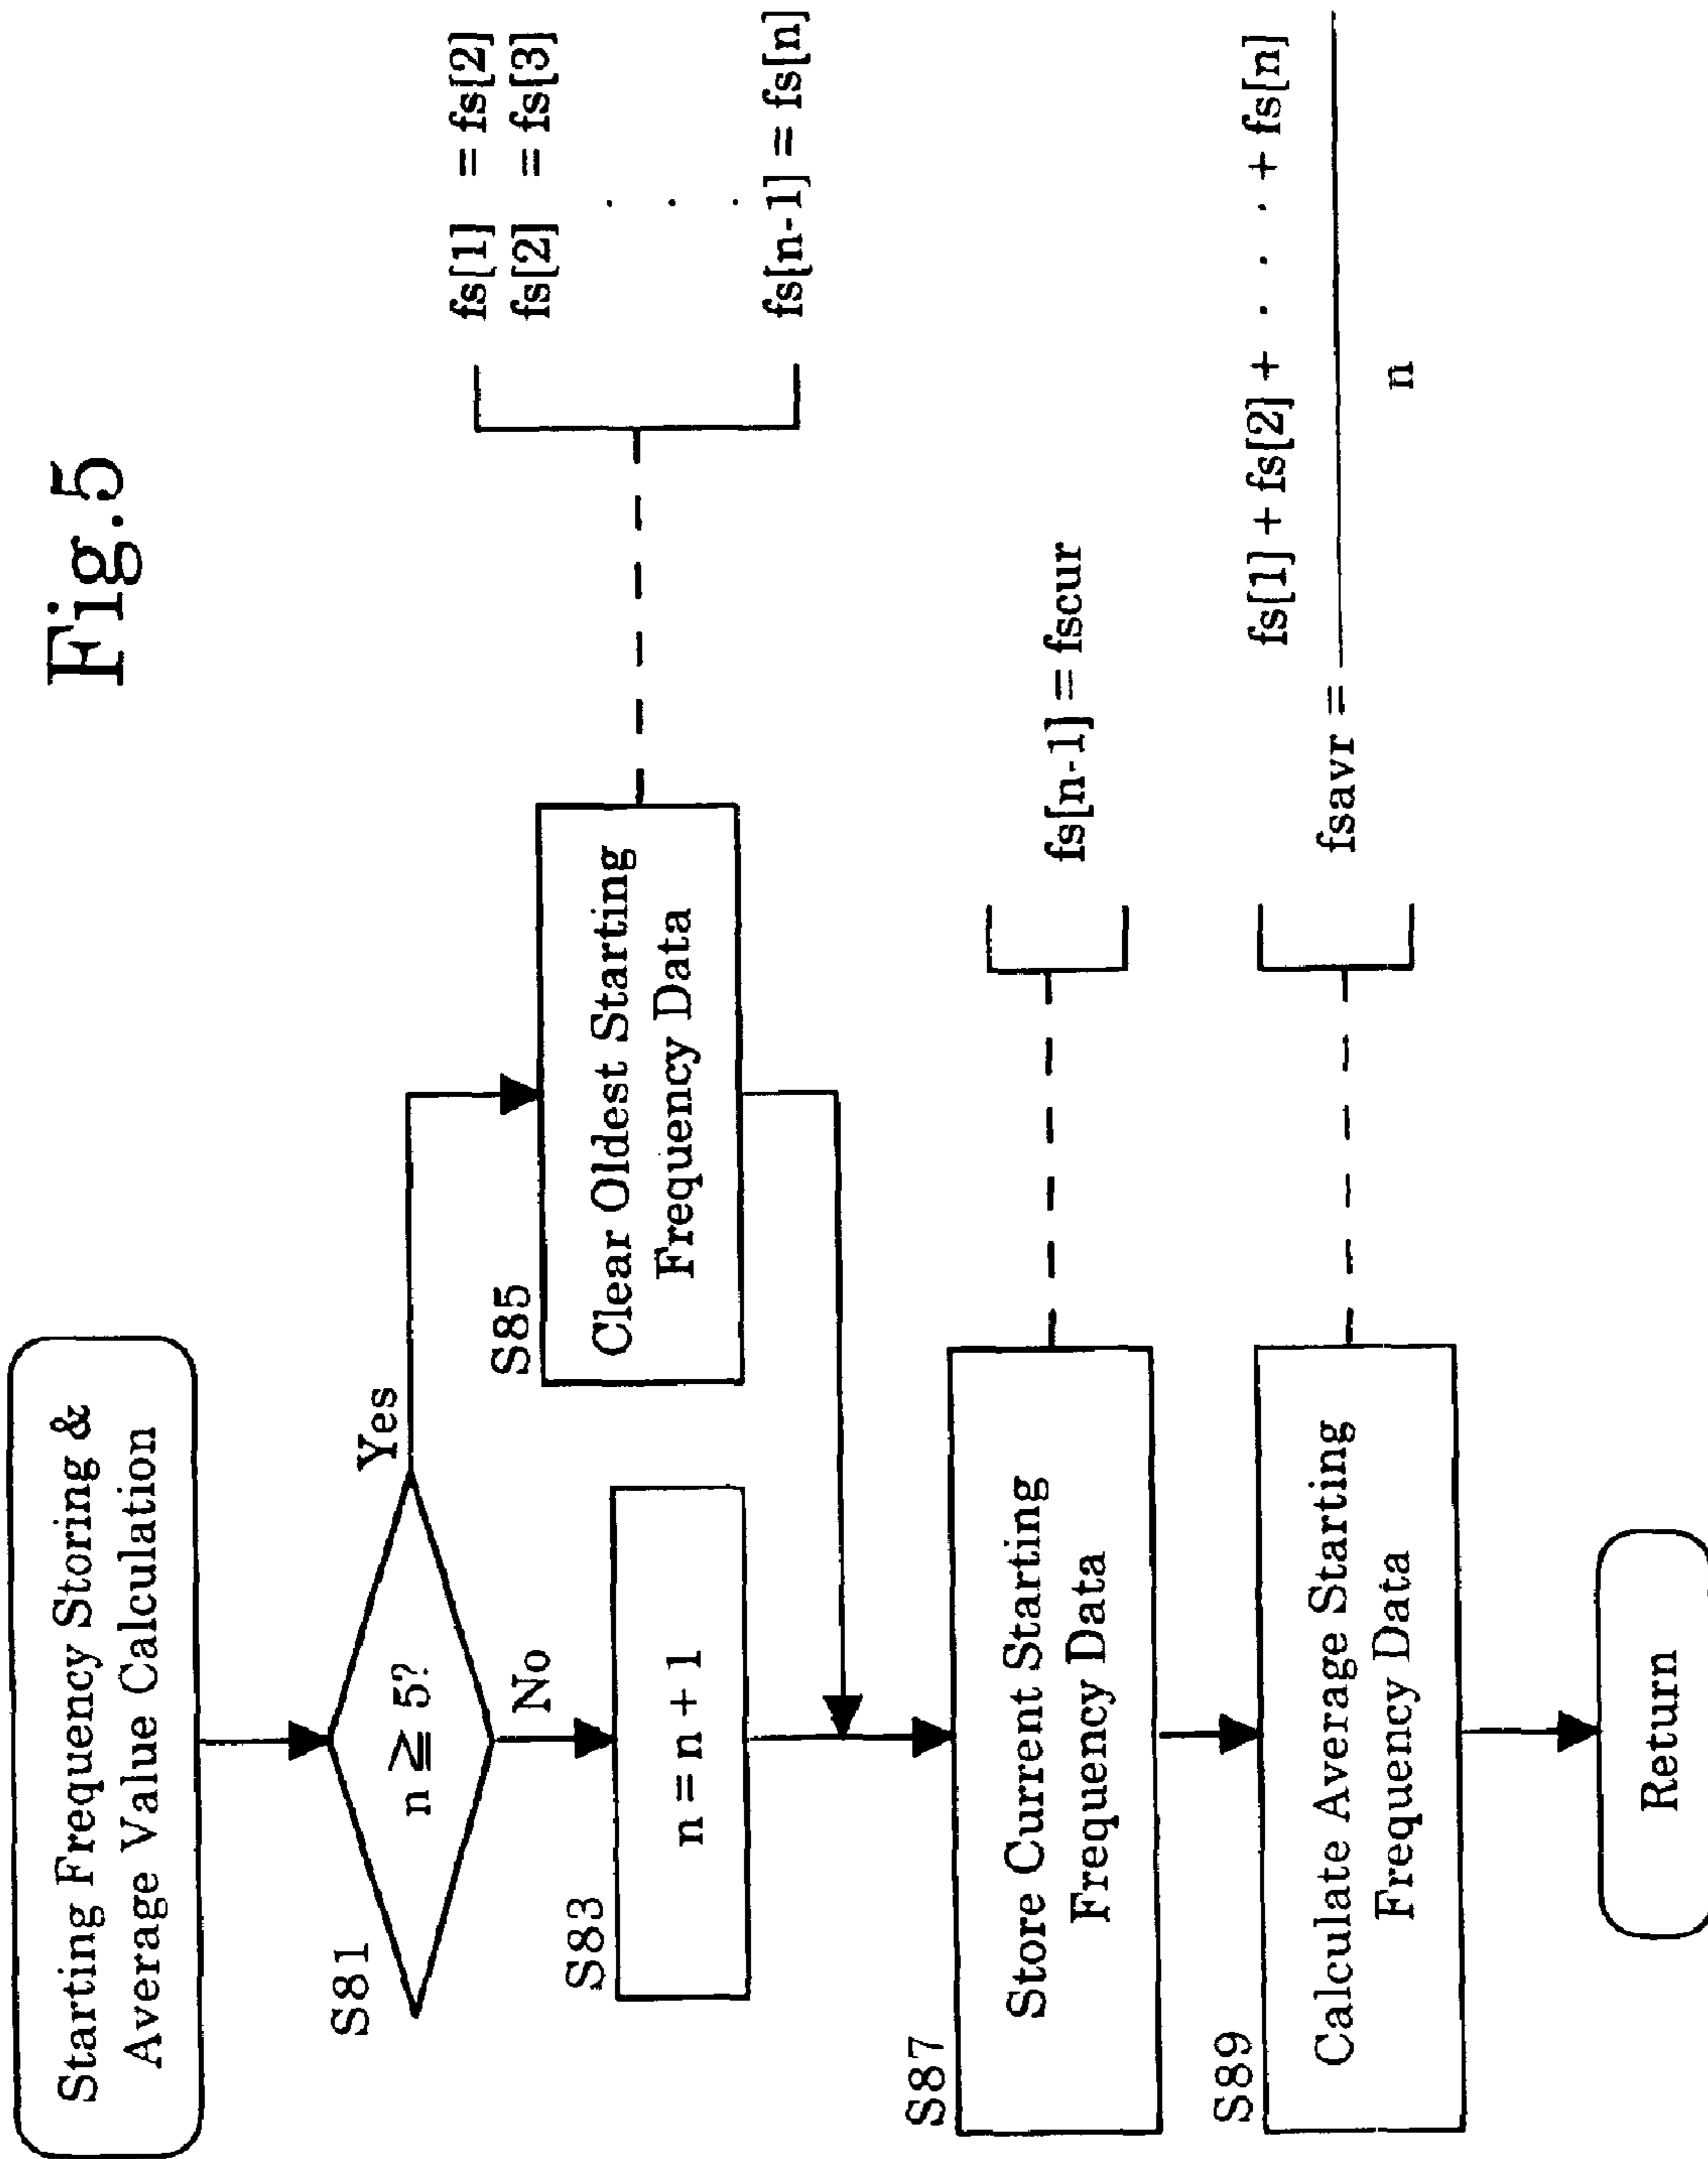 Fig.5
Starting Frequency Storing &
Average Value Calculation
S81
n ≧ 5?
Yes
No
S83
n = n + 1
S85
Clear Oldest Starting
Frequency Data
fs[1] = fs[2]
fs[2] = fs[3]
. . .
fs[n-1] = fs[n]
S87
Store Current Starting
Frequency Data
fs[n-1] = fscur
S89
Calculate Average Starting
Frequency Data
fs[1] + fs[2] + . . . . + fs[n]
fsavr =
n
Return